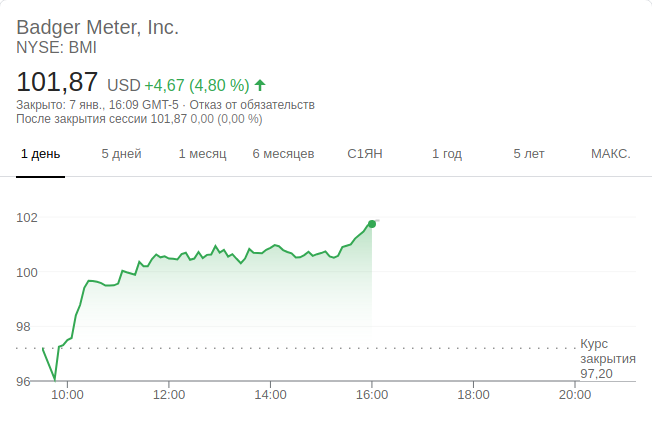 Badger Meter, Inc.
NYSE: BMI
101,87 USD +4,67 (4,80 %)
Закрыто: 7 янв., 16:09 GMT-5 · Отказ от обязательств
После закрытия сессии 101,87 0,00 (0,00 %)
1 день 5 дней 1 месяц 6 месяцев С1ЯН 1 год 5 лет МАКС.
102
100
98
96
Курс
закрытия
97,20
10:00 12:00 14:00 16:00 18:00 20:00